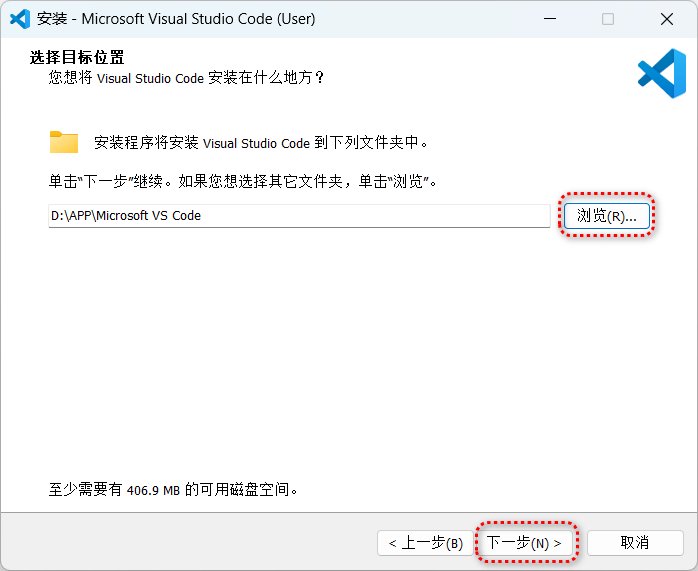 安装 - Microsoft Visual Studio Code (User)
选择目标位置
您想将 Visual Studio Code 安装在什么地方？
安装程序将安装 Visual Studio Code 到下列文件夹中。
单击“下一步”继续。如果您想选择其它文件夹，单击“浏览”。
D:\APP\Microsoft VS Code
浏览(R)...
至少需要有 406.9 MB 的可用磁盘空间。
< 上一步(B)
下一步(N) >
取消